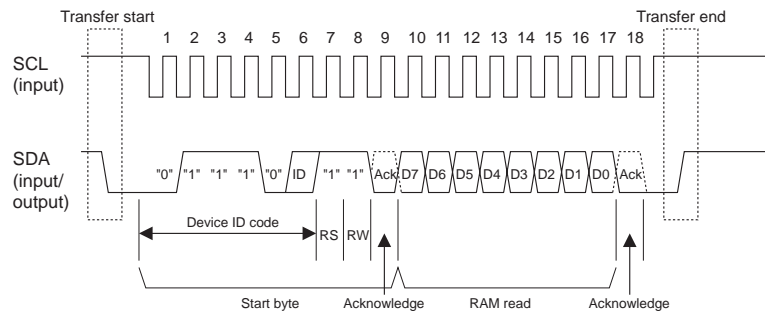 Transfer start Transfer end
1 2 3 4 5 6 7 8 9 10 11 12 13 14 15 16 17 18
SCL
(input)
SDA
(input/
output)
"0" "1" "1" "1" "0" ID "1" "1" Ack D7 D6 D5 D4 D3 D2 D1 D0 Ack
Device ID code RS RW
Start byte Acknowledge RAM read Acknowledge